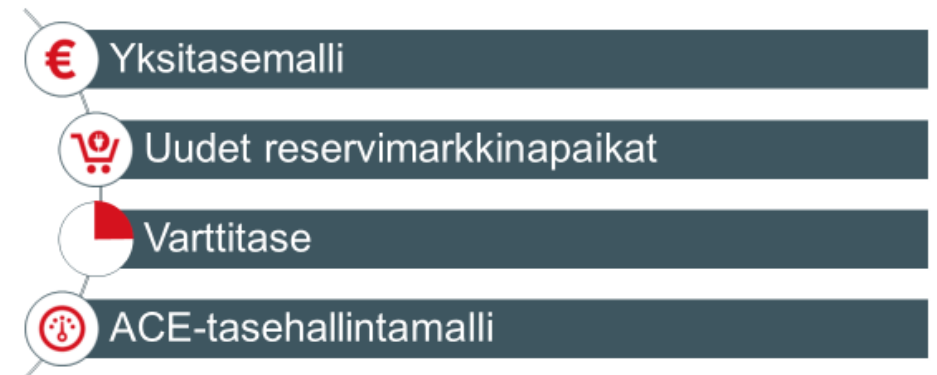 € Yksitasemalli
Uudet reservimarkkinapaikat
Varttitase
ACE-tasehallintamalli